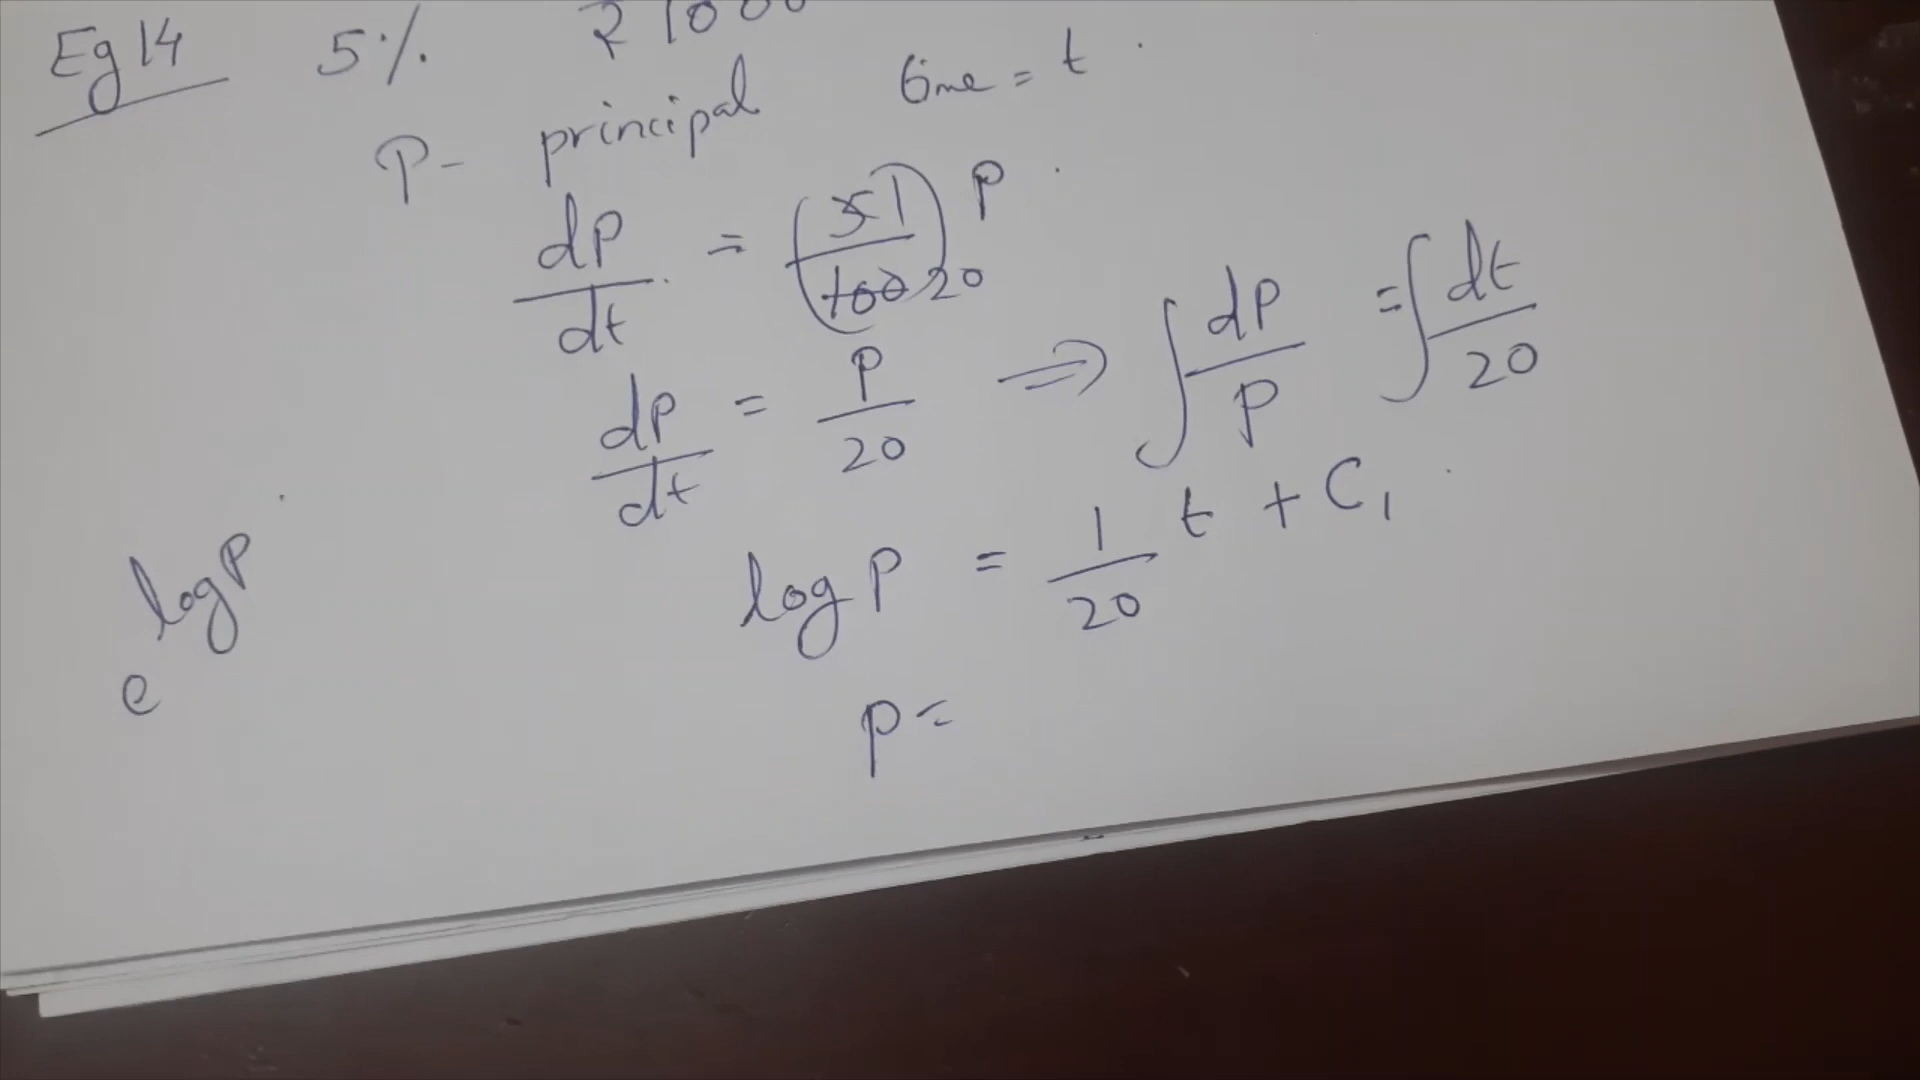 Eg 14 5% ₹ 1000
P - principal time = t
dp/dt = (5 1/100 20) P
dp/dt = P/20 ⇒ ∫ dp/P = ∫ dt/20
log P = 1/20 t + C₁
e^log P
P =